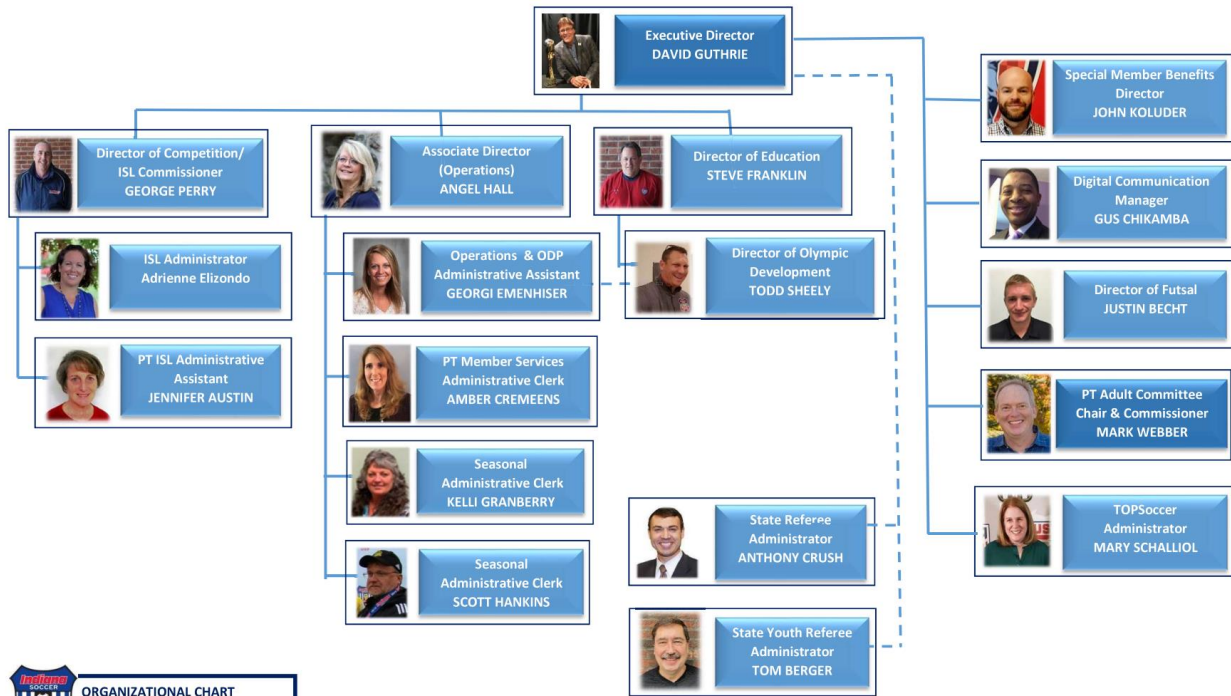 Executive Director
DAVID GUTHRIE
Special Member Benefits
Director
JOHN KOLUDER
Director of Competition/
ISL Commissioner
GEORGE PERRY
Associate Director
(Operations)
ANGEL HALL
Director of Education
STEVE FRANKLIN
Digital Communication
Manager
GUS CHIKAMBA
ISL Administrator
Adrienne Elizondo
Operations & ODP
Administrative Assistant
GEORGI EMENHISER
Director of Olympic
Development
TODD SHEELY
Director of Futsal
JUSTIN BECHT
PT ISL Administrative
Assistant
JENNIFER AUSTIN
PT Member Services
Administrative Clerk
AMBER CREMEENS
PT Adult Committee
Chair & Commissioner
MARK WEBBER
Seasonal
Administrative Clerk
KELLI GRANBERRY
State Referee
Administrator
ANTHONY CRUSH
TOPSoccer
Administrator
MARY SCHALLIOL
Seasonal
Administrative Clerk
SCOTT HANKINS
State Youth Referee
Administrator
TOM BERGER
Indiana
SOCCER
ORGANIZATIONAL CHART